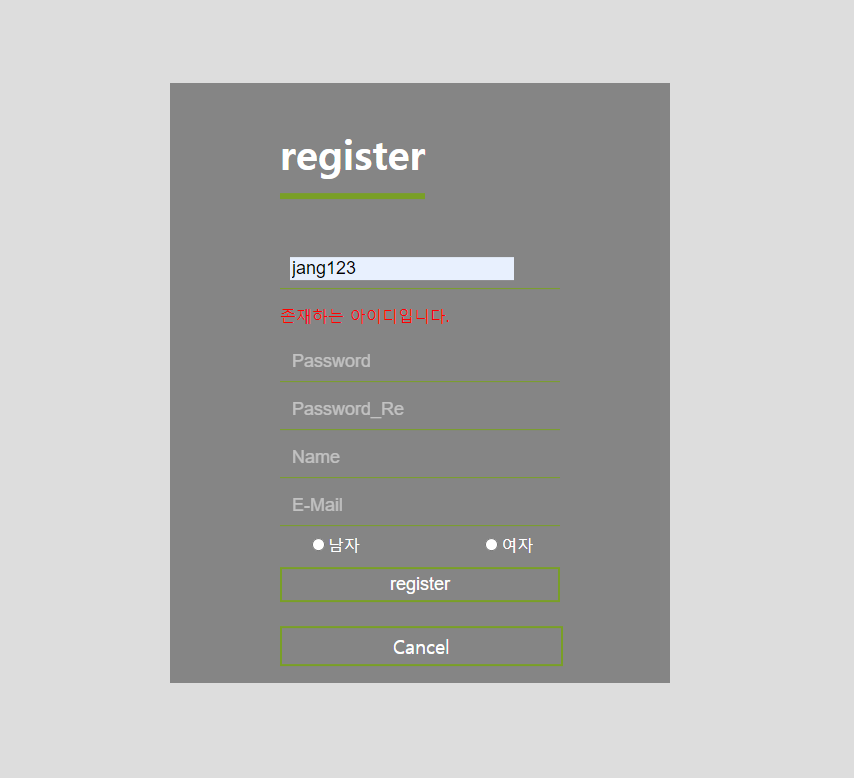 register
jang123
존재하는 아이디입니다.
Password
Password_Re
Name
E-Mail
남자 여자
register
Cancel